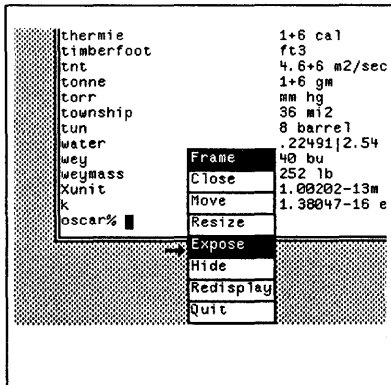 thermie 1+6 cal
timberfoot ft3
tnt 4.6+6 m2/sec
tonne 1+6 gm
torr mm hg
township 36 mi2
tun 8 barrel
water .22491|2.54
wey 40 bu
weymass 252 lb
Xunit 1.00202-13m
k 1.38047-16 e
oscar%
Frame
Close
Move
Resize
Expose
Hide
Redisplay
Quit